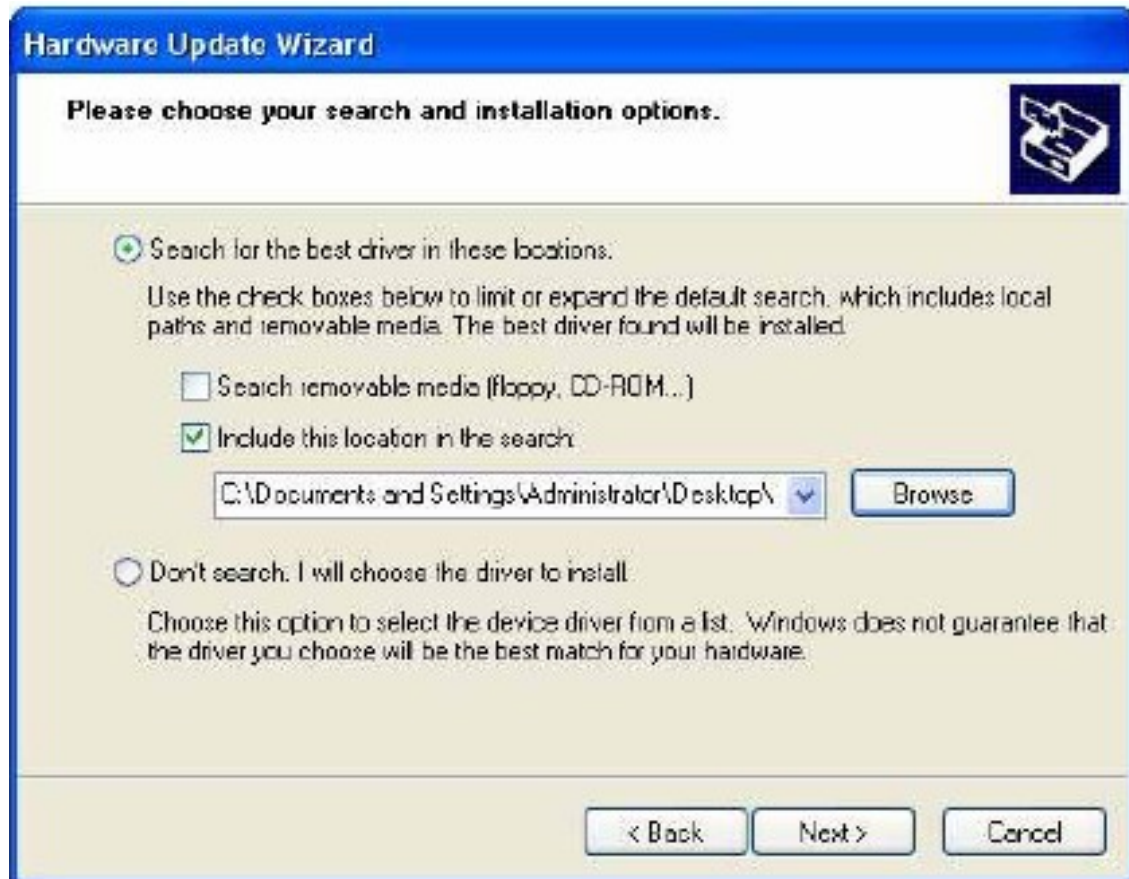 Hardware Update Wizard
Please choose your search and installation options.
Search for the best driver in these locations.
Use the check boxes below to limit or expand the default search, which includes local
paths and removable media. The best driver found will be installed.
Search removable media (floppy, CD-ROM...)
Include this location in the search:
C:\Documents and Settings\Administrator\Desktop\
Browse
Don't search. I will choose the driver to install.
Choose this option to select the device driver from a list. Windows does not guarantee that
the driver you choose will be the best match for your hardware.
< Back
Next >
Cancel